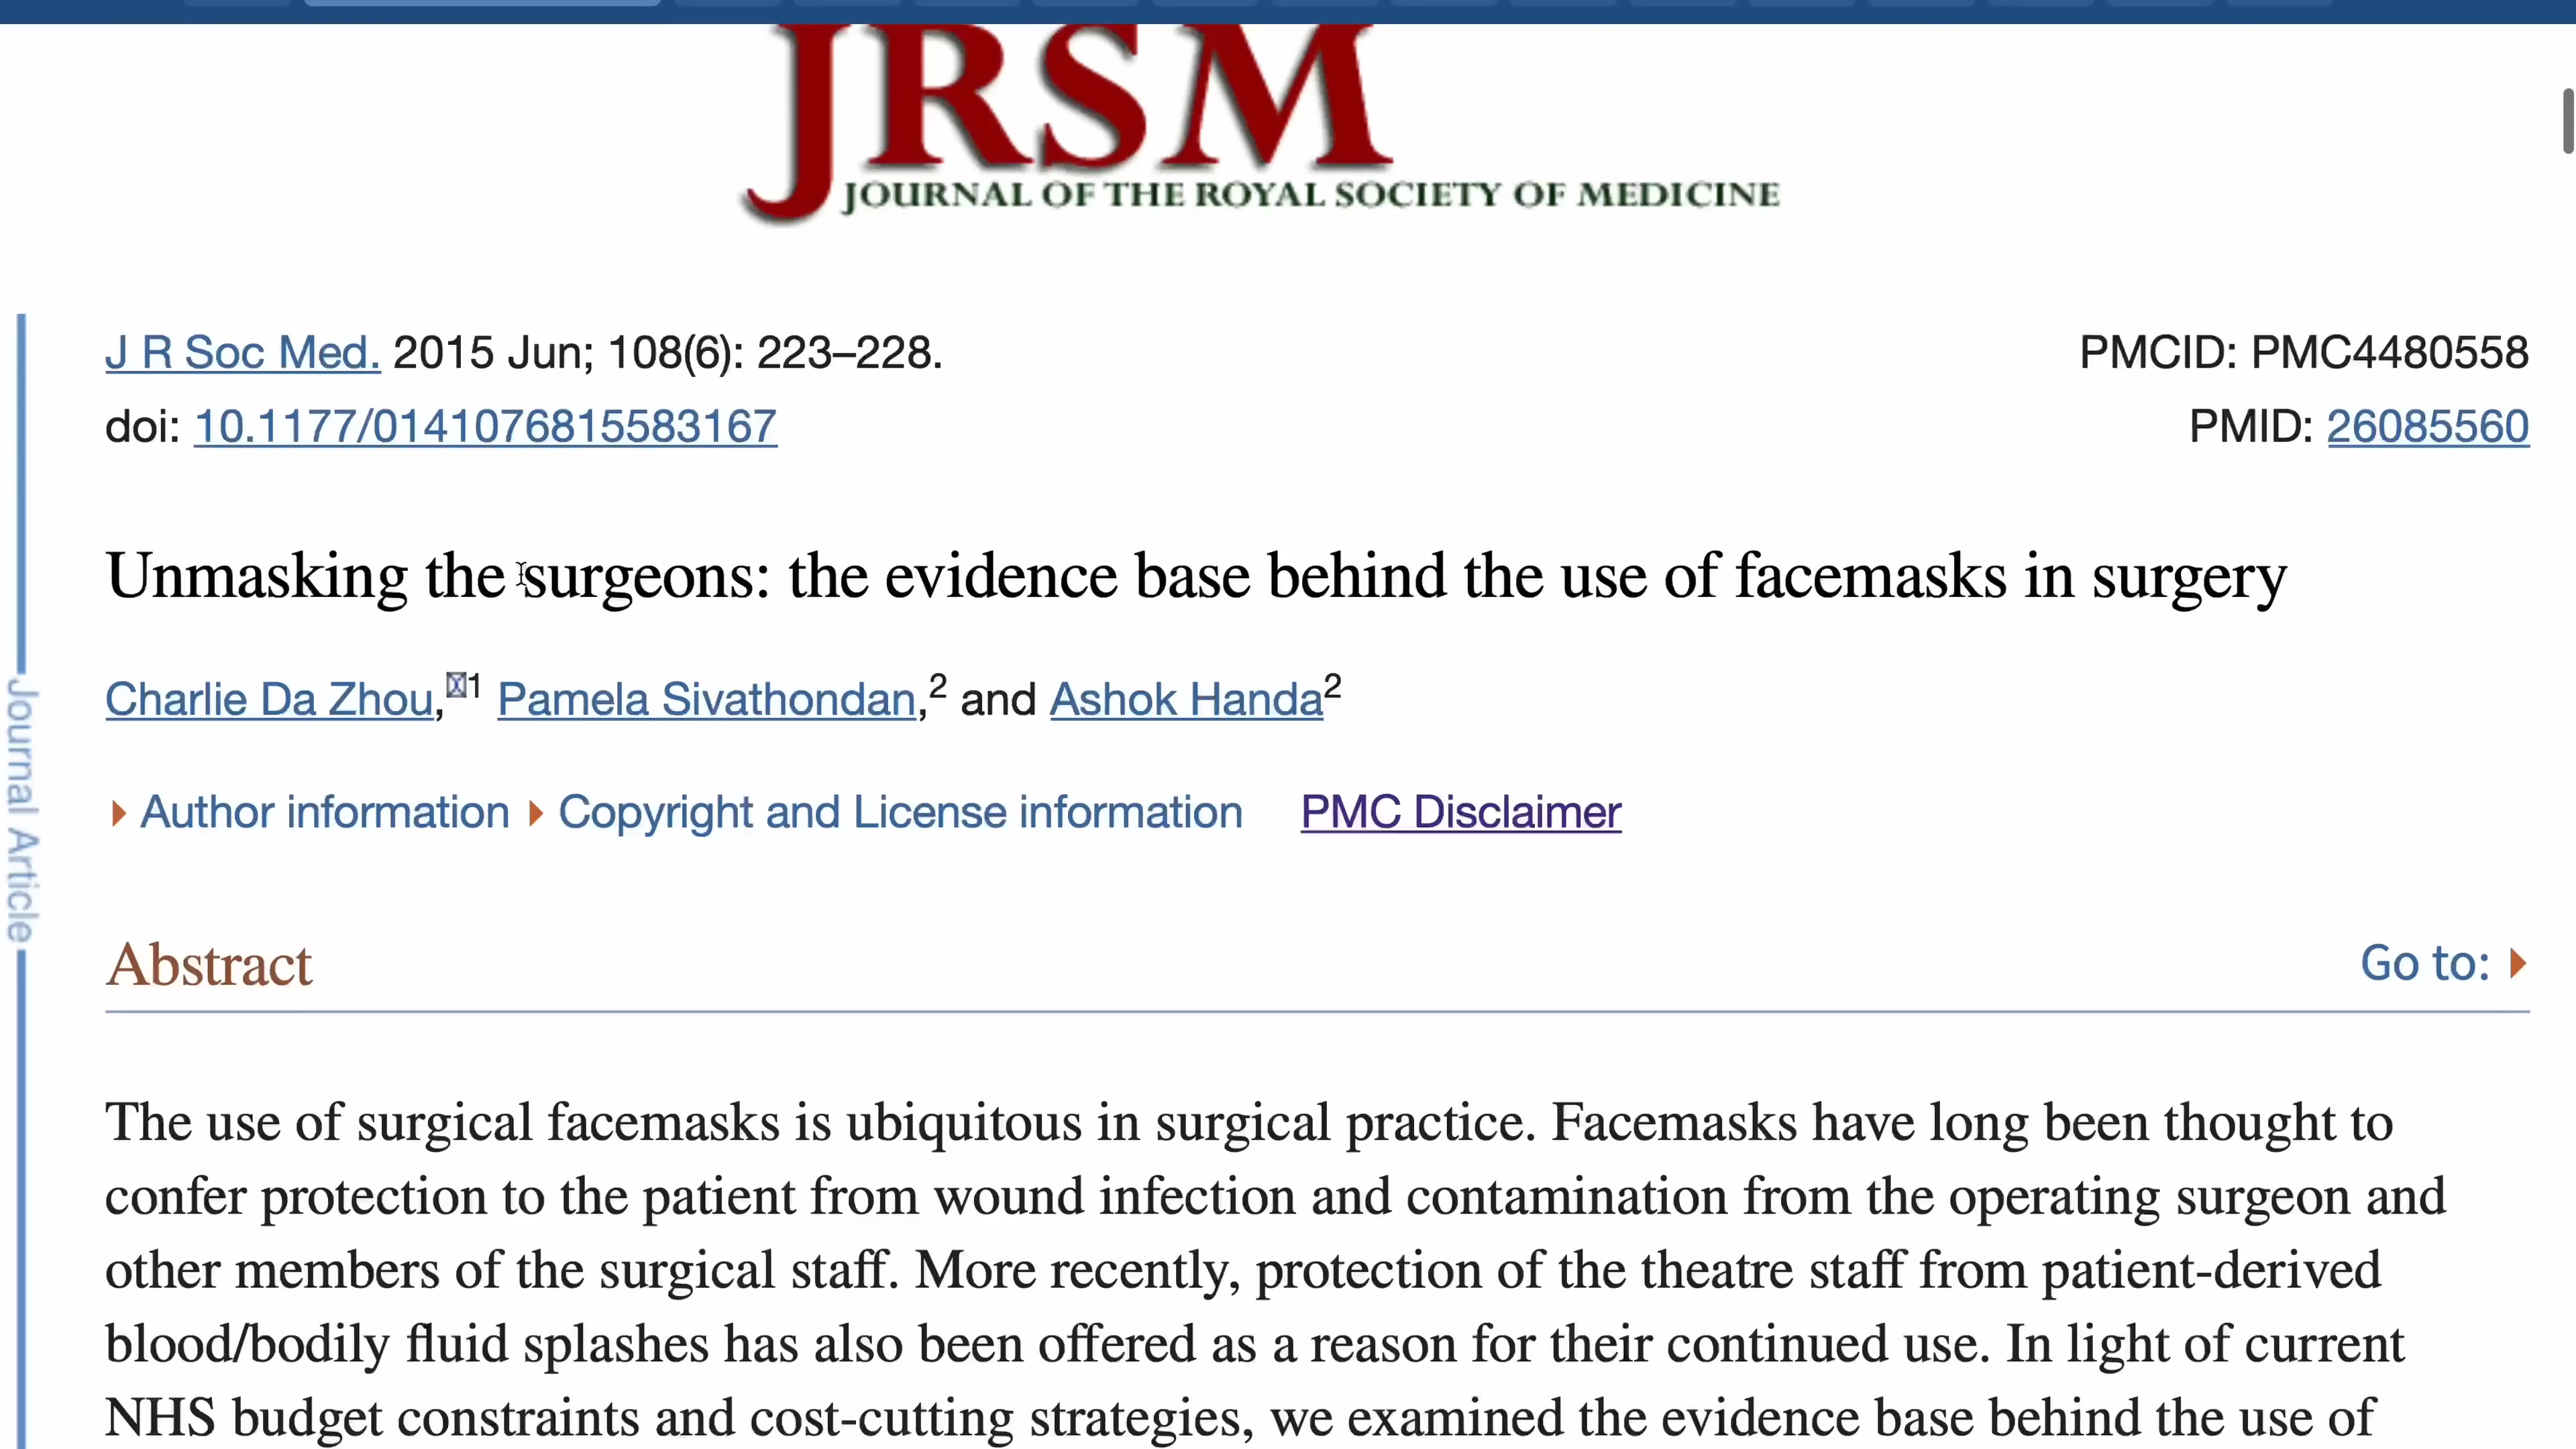 JRSM
JOURNAL OF THE ROYAL SOCIETY OF MEDICINE
J R Soc Med. 2015 Jun; 108(6): 223–228.
PMCID: PMC4480558
doi: 10.1177/0141076815583167
PMID: 26085560
Unmasking the surgeons: the evidence base behind the use of facemasks in surgery
Charlie Da Zhou,1 Pamela Sivathondan,2 and Ashok Handa2
Author information Copyright and License information PMC Disclaimer
Journal Article
Abstract
Go to:
The use of surgical facemasks is ubiquitous in surgical practice. Facemasks have long been thought to
confer protection to the patient from wound infection and contamination from the operating surgeon and
other members of the surgical staff. More recently, protection of the theatre staff from patient-derived
blood/bodily fluid splashes has also been offered as a reason for their continued use. In light of current
NHS budget constraints and cost-cutting strategies, we examined the evidence base behind the use of